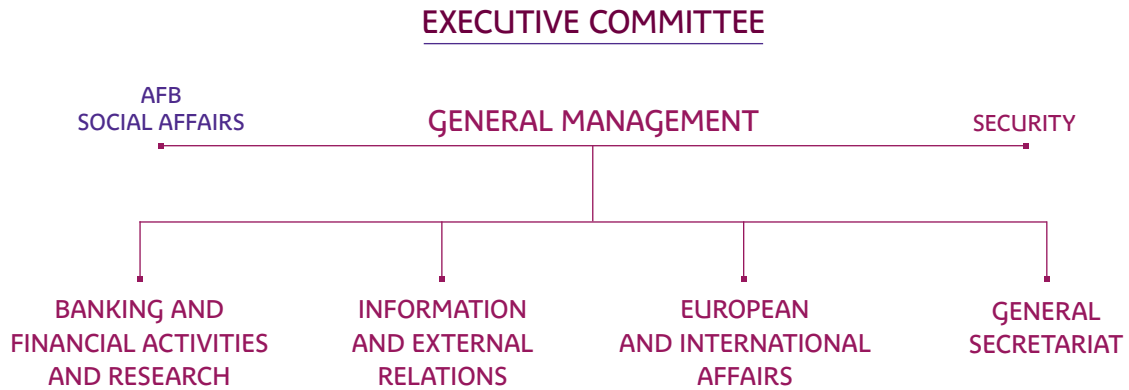 EXECUTIVE COMMITTEE
AFB
SOCIAL AFFAIRS
GENERAL MANAGEMENT
SECURITY
BANKING AND
FINANCIAL ACTIVITIES
AND RESEARCH
INFORMATION
AND EXTERNAL
RELATIONS
EUROPEAN
AND INTERNATIONAL
AFFAIRS
GENERAL
SECRETARIAT